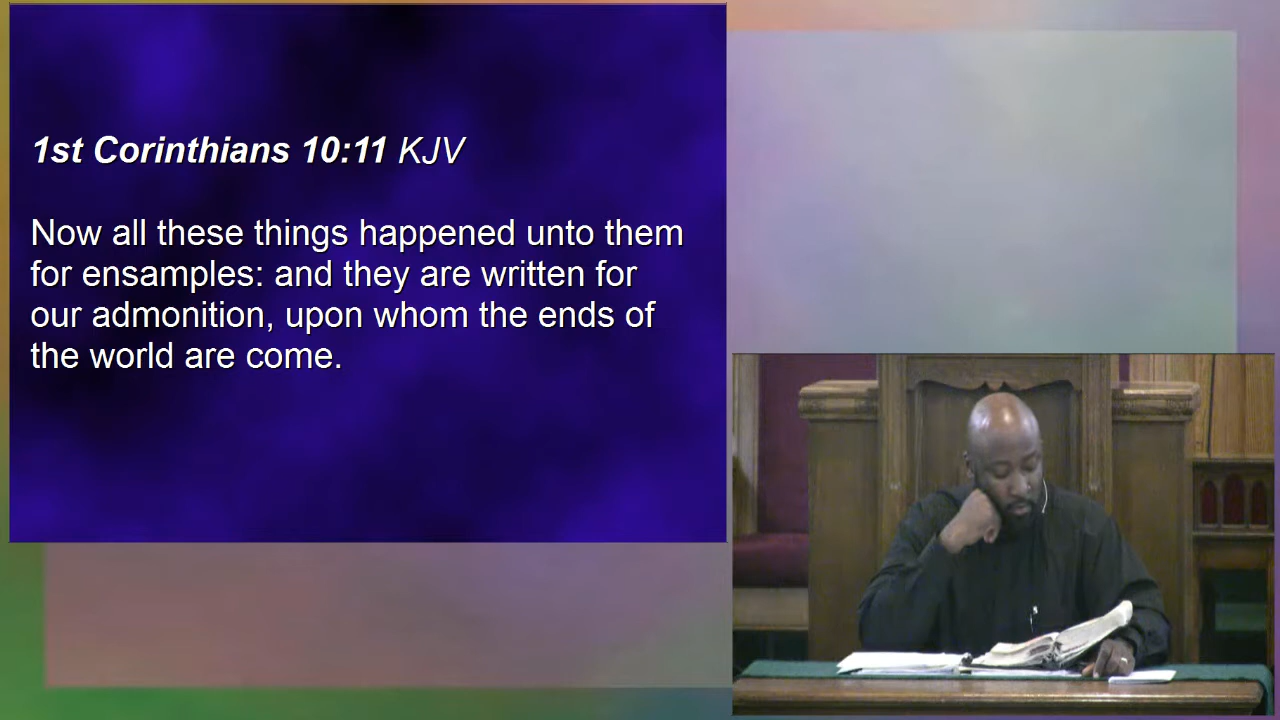 1st Corinthians 10:11 KJV
Now all these things happened unto them
for ensamples: and they are written for
our admonition, upon whom the ends of
the world are come.